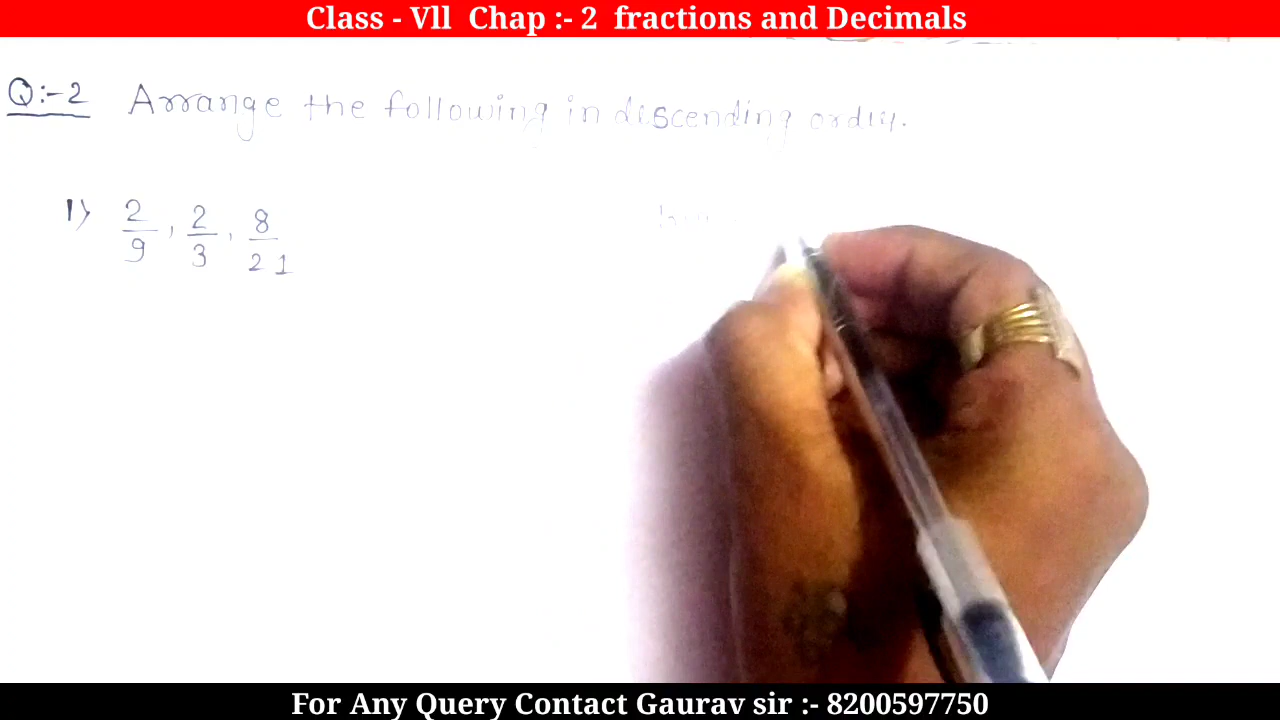 Class - Vll Chap :- 2 fractions and Decimals
Q:-2 Arrange the following in descending order.
1) 2/9, 2/3, 8/21
For Any Query Contact Gaurav sir :- 8200597750